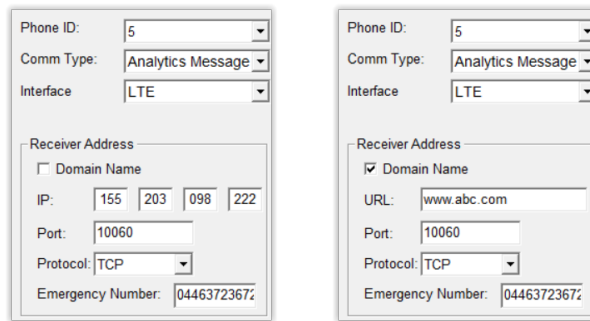 Phone ID: 5
Comm Type: Analytics Message
Interface LTE
Receiver Address
Domain Name
IP: 155 203 098 222
Port: 10060
Protocol: TCP
Emergency Number: 04463723672
Phone ID: 5
Comm Type: Analytics Message
Interface LTE
Receiver Address
Domain Name
URL: www.abc.com
Port: 10060
Protocol: TCP
Emergency Number: 04463723672